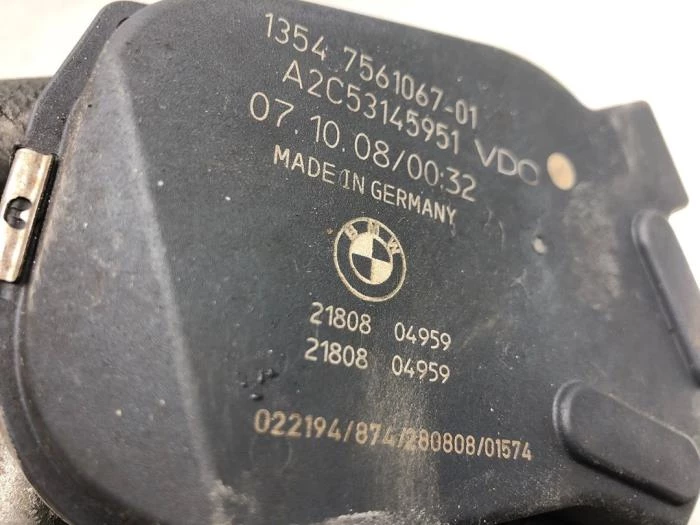 1354 7561067-01
A2C53145951 VDO
07.10.08/00:32
MADE IN GERMANY
BMW
21808 04959
21808 04959
022194/874/280808/01574